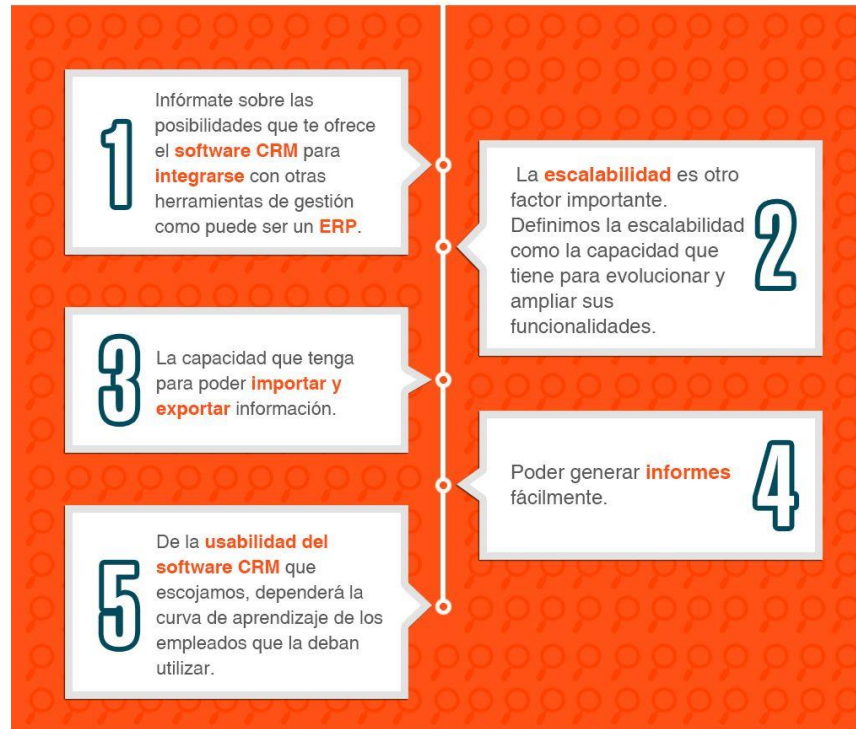 1
Infórmate sobre las
posibilidades que te ofrece
el software CRM para
integrarse con otras
herramientas de gestión
como puede ser un ERP.
La escalabilidad es otro
factor importante.
Definimos la escalabilidad
como la capacidad que
tiene para evolucionar y
ampliar sus
funcionalidades.
2
3
La capacidad que tenga
para poder importar y
exportar información.
Poder generar informes
fácilmente.
4
5
De la usabilidad del
software CRM que
escojamos, dependerá la
curva de aprendizaje de los
empleados que la deban
utilizar.